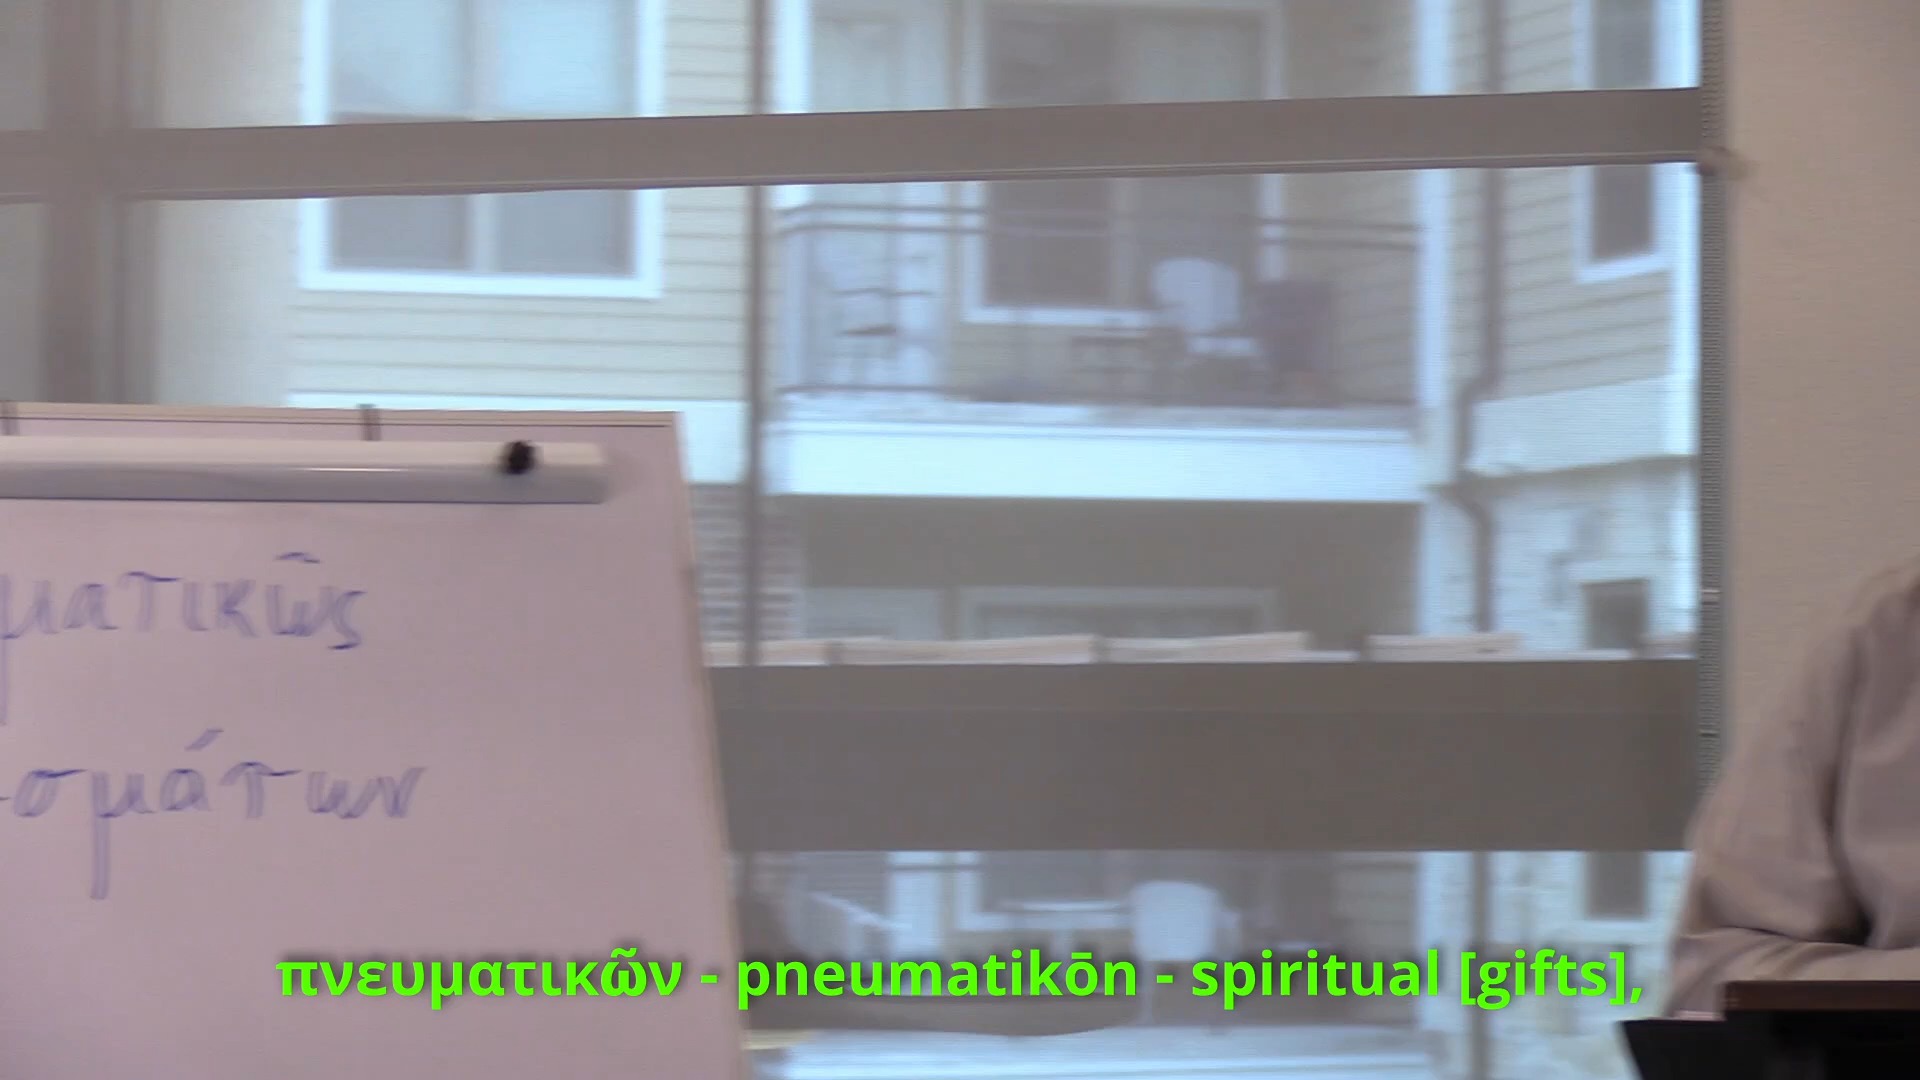 ματικῶς
σμάτων
πνευματικῶν - pneumatikōn - spiritual [gifts],